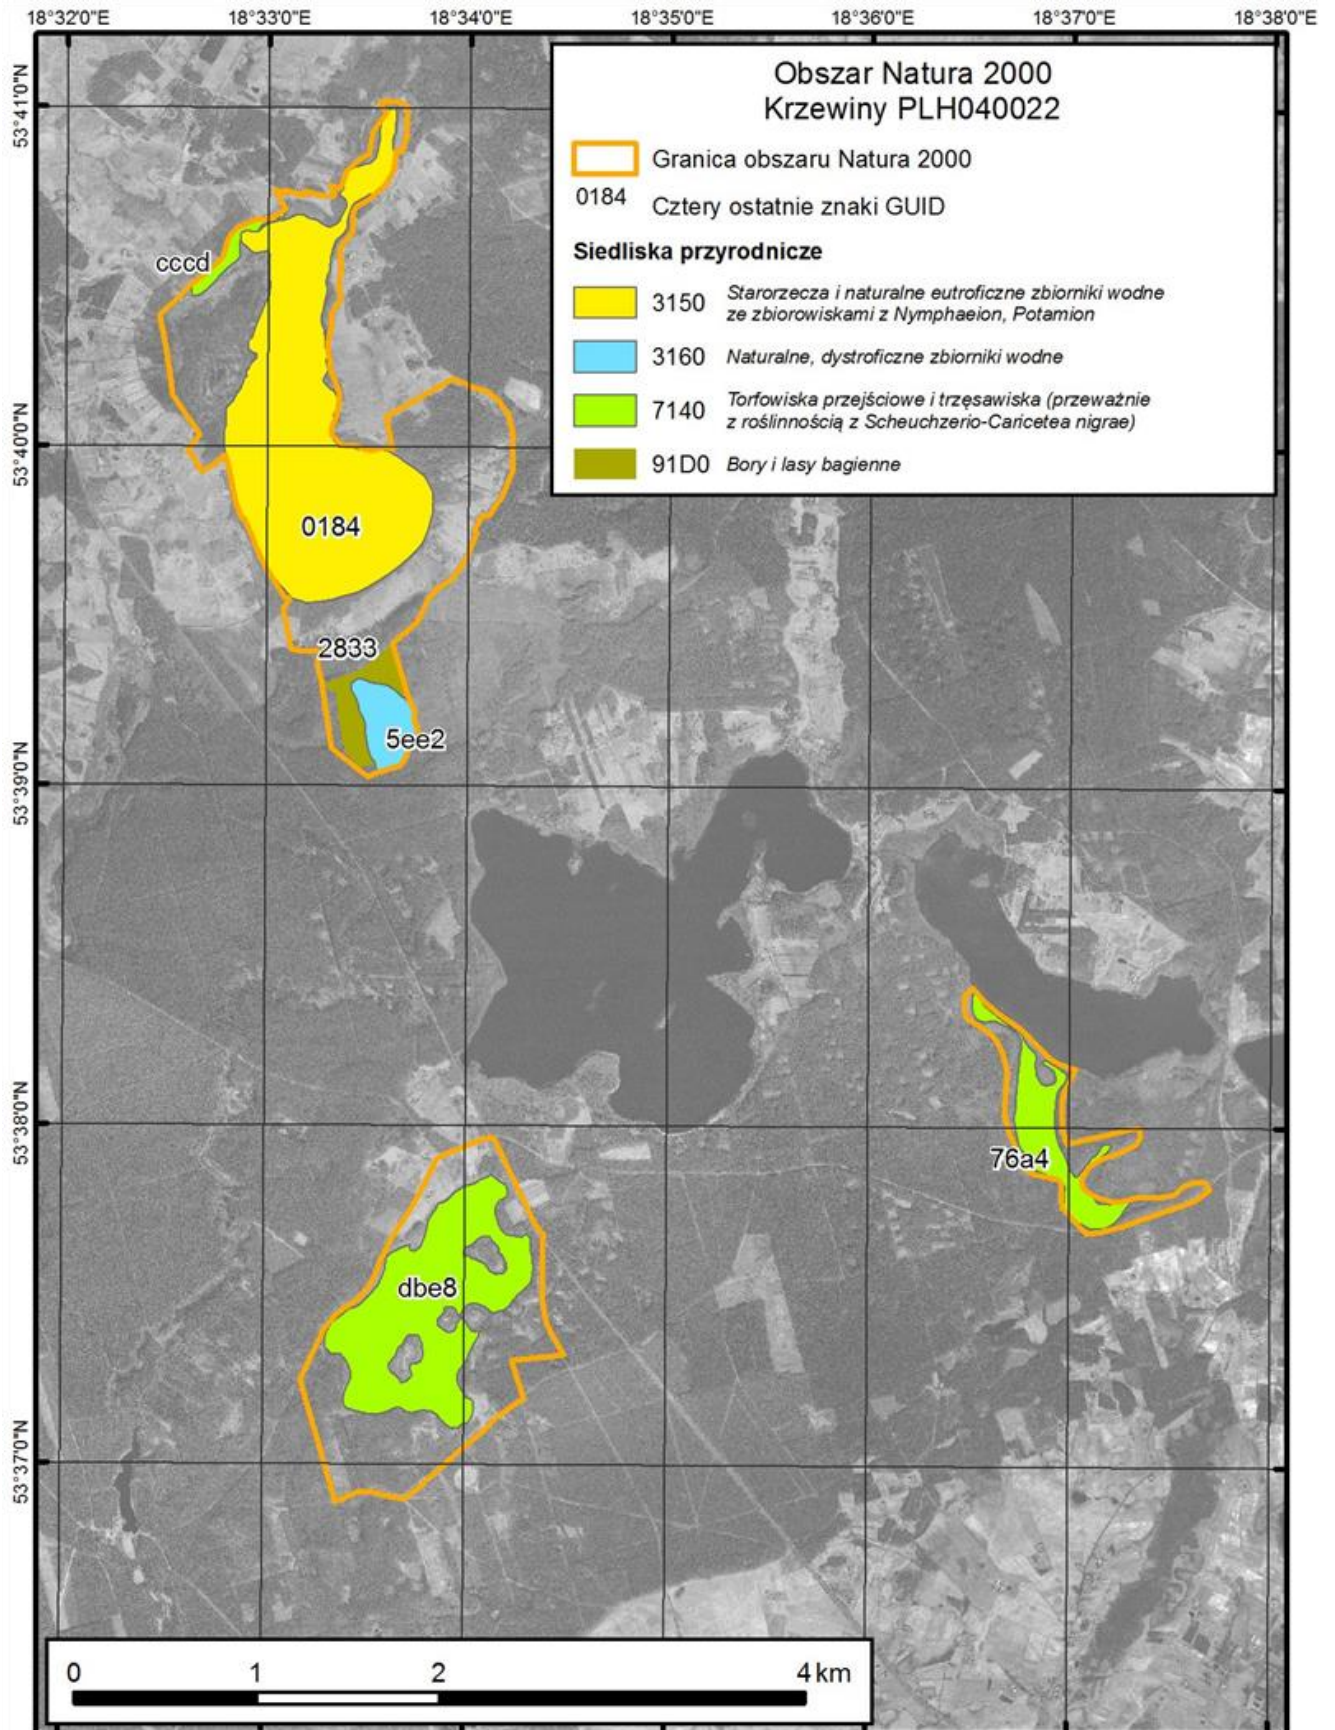 18°32'0"E 18°33'0"E 18°34'0"E 18°35'0"E 18°36'0"E 18°37'0"E 18°38'0"E
53°41'0"N
53°40'0"N
53°39'0"N
53°38'0"N
53°37'0"N
Obszar Natura 2000
Krzewiny PLH040022
Granica obszaru Natura 2000
0184 Cztery ostatnie znaki GUID
Siedliska przyrodnicze
3150 Starorzecza i naturalne eutroficzne zbiorniki wodne
ze zbiorowiskami z Nymphaeion, Potamion
3160 Naturalne, dystroficzne zbiorniki wodne
7140 Torfowiska przejściowe i trzęsawiska (przeważnie
z roślinnością z Scheuchzerio-Caricetea nigrae)
91D0 Bory i lasy bagienne
cccd
0184
2833
5ee2
76a4
dbe8
0 1 2 4 km